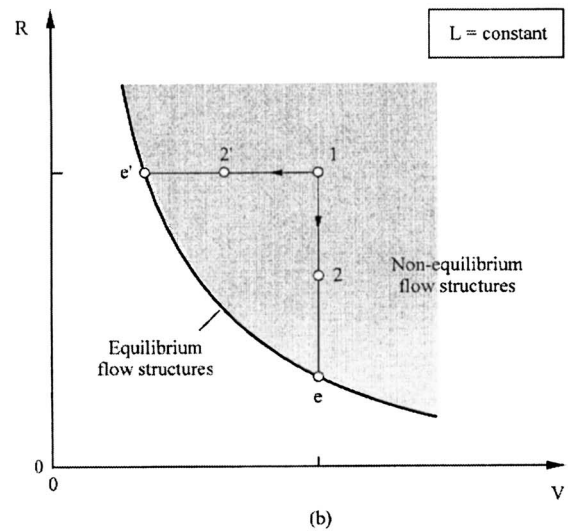 R
L = constant
2'
1
e'
2
Non-equilibrium
flow structures
Equilibrium
flow structures
e
0
0
V
(b)